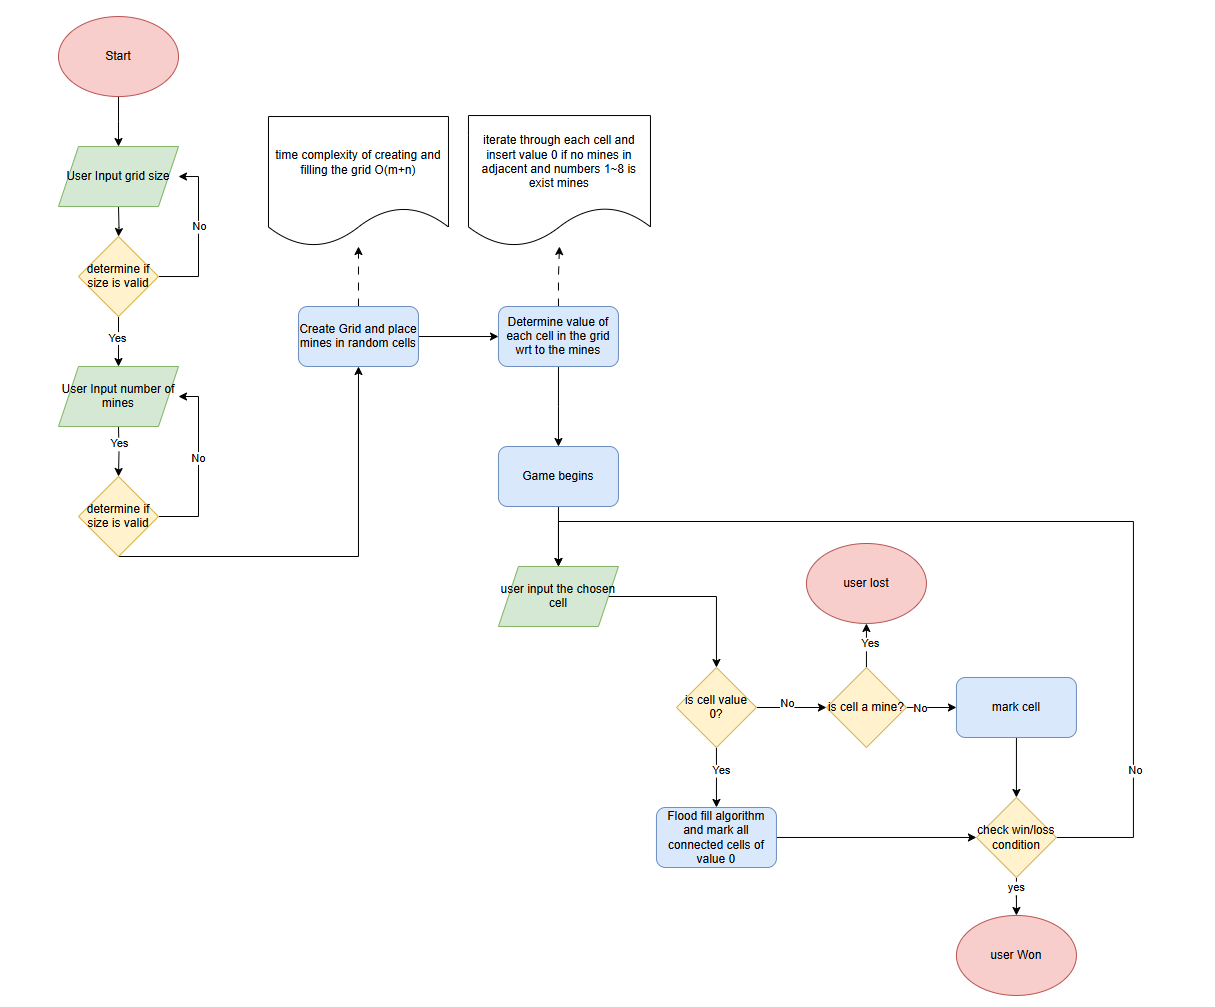 Start
User Input grid size
No
determine if
size is valid
Yes
User Input number of
mines
Yes
No
determine if
size is valid
time complexity of creating and
filling the grid O(m+n)
iterate through each cell and
insert value 0 if no mines in
adjacent and numbers 1~8 is
exist mines
Create Grid and place
mines in random cells
Determine value of
each cell in the grid
wrt to the mines
Game begins
user input the chosen
cell
user lost
Yes
is cell value
0?
No
is cell a mine?
No
mark cell
Yes
No
Flood fill algorithm
and mark all
connected cells of
value 0
check win/loss
condition
yes
user Won